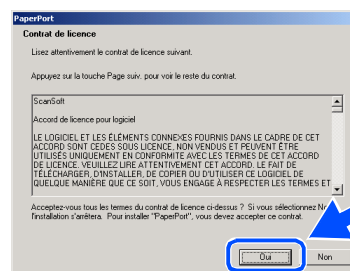 PaperPort
Contrat de licence
Lisez attentivement le contrat de licence suivant.
Appuyez sur la touche Page suiv. pour voir le reste du contrat.
ScanSoft
Accord de licence pour logiciel
LE LOGICIEL ET LES ÉLÉMENTS CONNEXES FOURNIS DANS LE CADRE DE CET
ACCORD SONT CEDES SOUS LICENCE, NON VENDUS ET PEUVENT ÊTRE
UTILISÉS UNIQUEMENT EN CONFORMITE AVEC LES TERMES DE CET ACCORD
DE LICENCE. VEUILLEZ LIRE ATTENTIVEMENT CET ACCORD. LE FAIT DE
TÉLÉCHARGER, D'INSTALLER, DE COPIER OU D'UTILISER CE LOGICIEL DE
QUELQUE MANIÈRE QUE CE SOIT, VOUS ENGAGE À RESPECTER LES TERMES ET
Acceptez-vous tous les termes du contrat de licence ci-dessus ? Si vous sélectionnez
l'installation s'arrêtera. Pour installer "PaperPort", vous devez accepter ce contrat.
Oui
Non